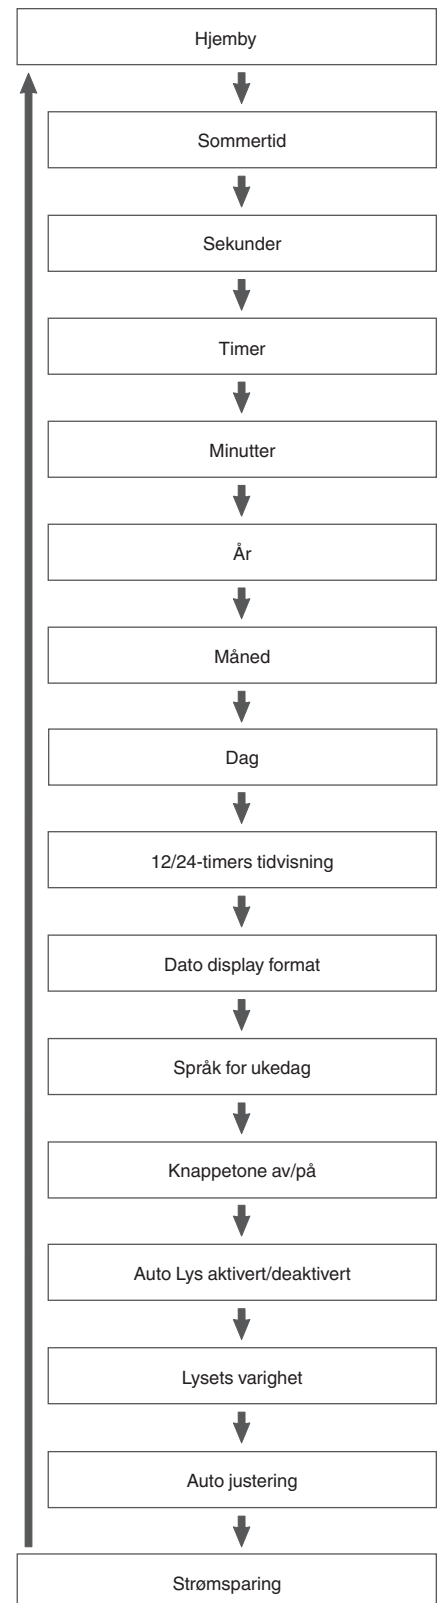 Hjemby
Sommertid
Sekunder
Timer
Minutter
År
Måned
Dag
12/24-timers tidvisning
Dato display format
Språk for ukedag
Knappetone av/på
Auto Lys aktivert/deaktivert
Lysets varighet
Auto justering
Strømsparing